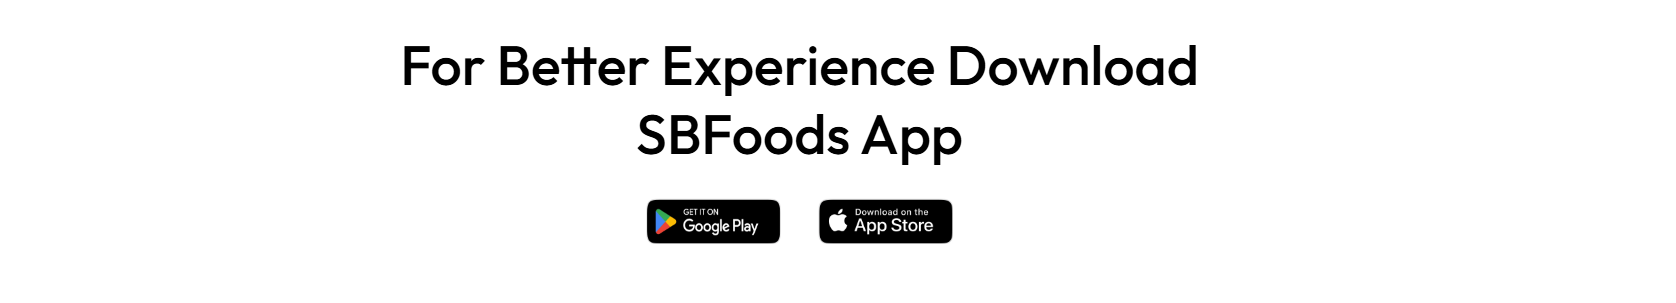 For Better Experience Download
SBFoods App
GET IT ON
Google Play
Download on the
App Store